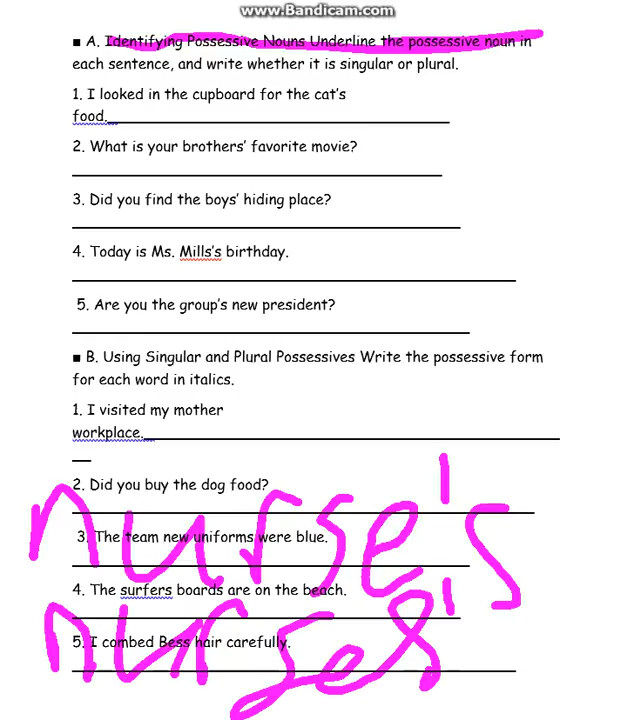 www.Bandicam.com
■ A. Identifying Possessive Nouns Underline the possessive noun in
each sentence, and write whether it is singular or plural.
1. I looked in the cupboard for the cat's
food.
2. What is your brothers' favorite movie?
3. Did you find the boys' hiding place?
4. Today is Ms. Mills's birthday.
5. Are you the group's new president?
■ B. Using Singular and Plural Possessives Write the possessive form
for each word in italics.
1. I visited my mother
workplace.
2. Did you buy the dog food?
nurse's
3. The team new uniforms were blue.
4. The surfers boards are on the beach.
nurses'
5. I combed Bess hair carefully.